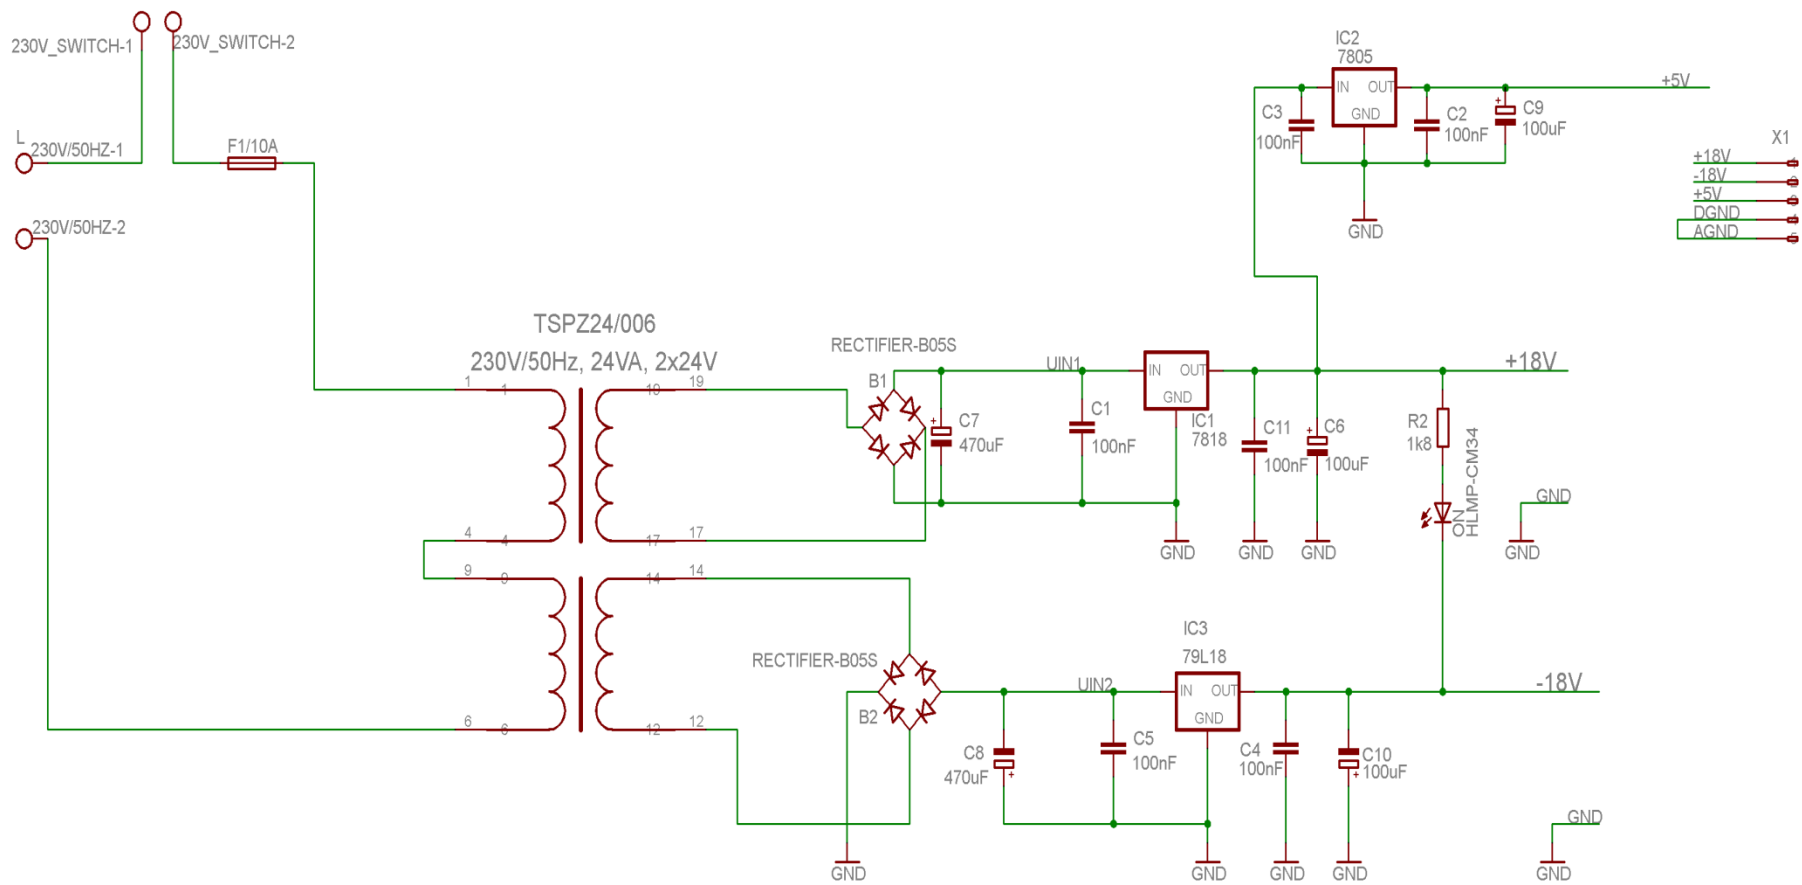 230V_SWITCH-1
230V_SWITCH-2
L
230V/50HZ-1
F1/10A
230V/50HZ-2
IC2
7805
IN OUT
GND
C3
100nF
C2
100nF
C9
100uF
+
+5V
GND
X1
+18V
-18V
+5V
DGND
AGND
TSPZ24/006
230V/50Hz, 24VA, 2x24V
1 1
19 19
4 4
17 17
9 9
14 14
6 6
12 12
RECTIFIER-B05S
B1
+
C7
470uF
UIN1
C1
100nF
IN OUT
GND
IC1
7818
C11
100nF
+
C6
100uF
+18V
R2
1k8
ON
HLMP-CM34
GND
GND
GND
GND
RECTIFIER-B05S
B2
UIN2
C8
470uF
+
C5
100nF
IC3
79L18
IN OUT
GND
C4
100nF
C10
100uF
+
-18V
GND
GND
GND
GND
GND